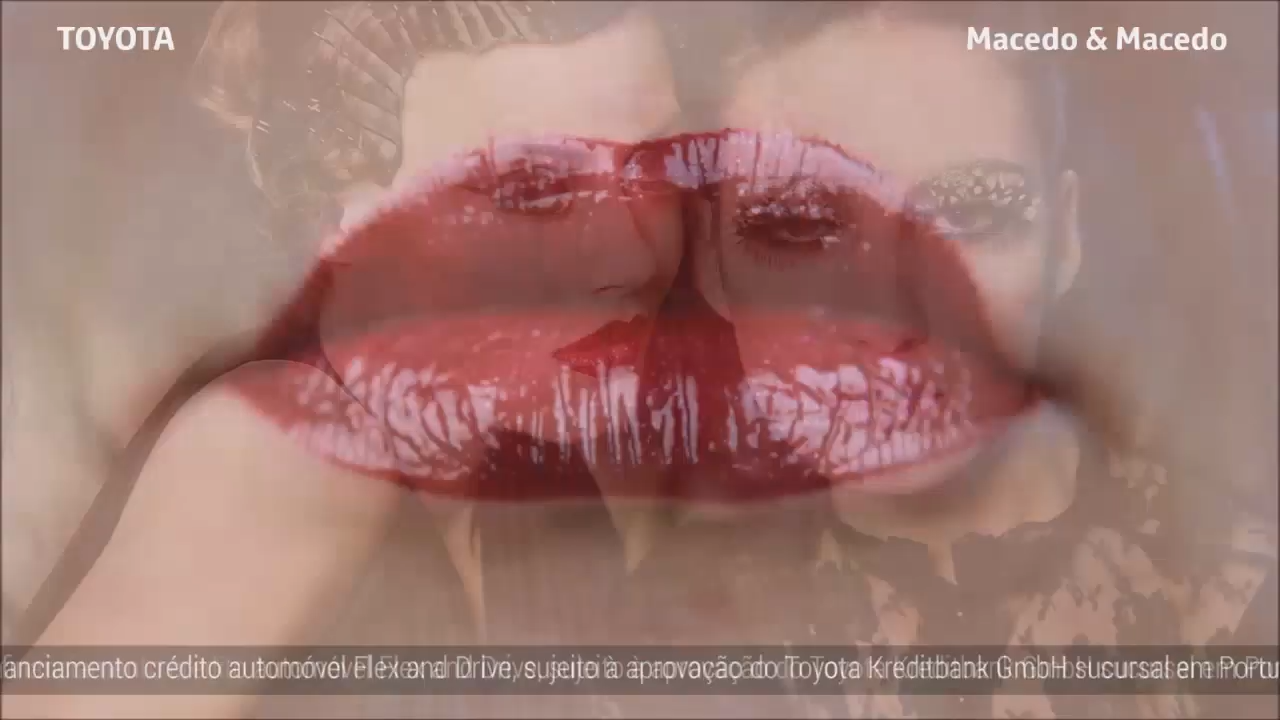 TOYOTA
Macedo & Macedo
anciamento crédito automóvel Flex and Drive, sujeito à aprovação do Toyota Kreditbank GmbH sucursal em Portu